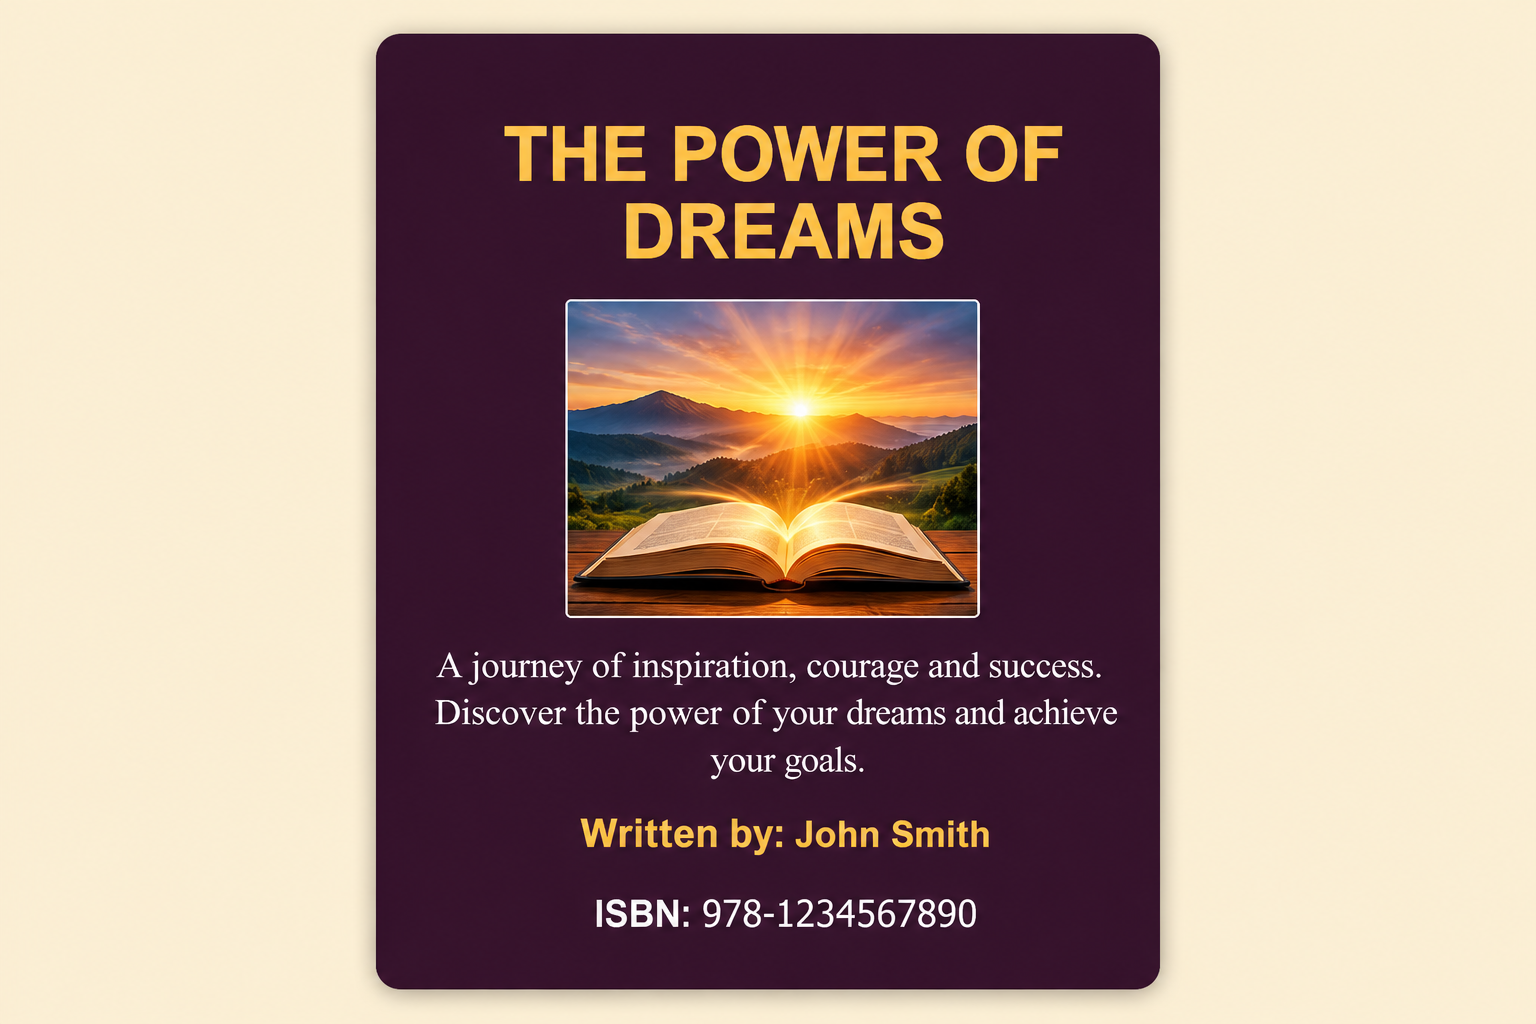 THE POWER OF
DREAMS
A journey of inspiration, courage and success.
Discover the power of your dreams and achieve
your goals.
Written by: John Smith
ISBN: 978-1234567890